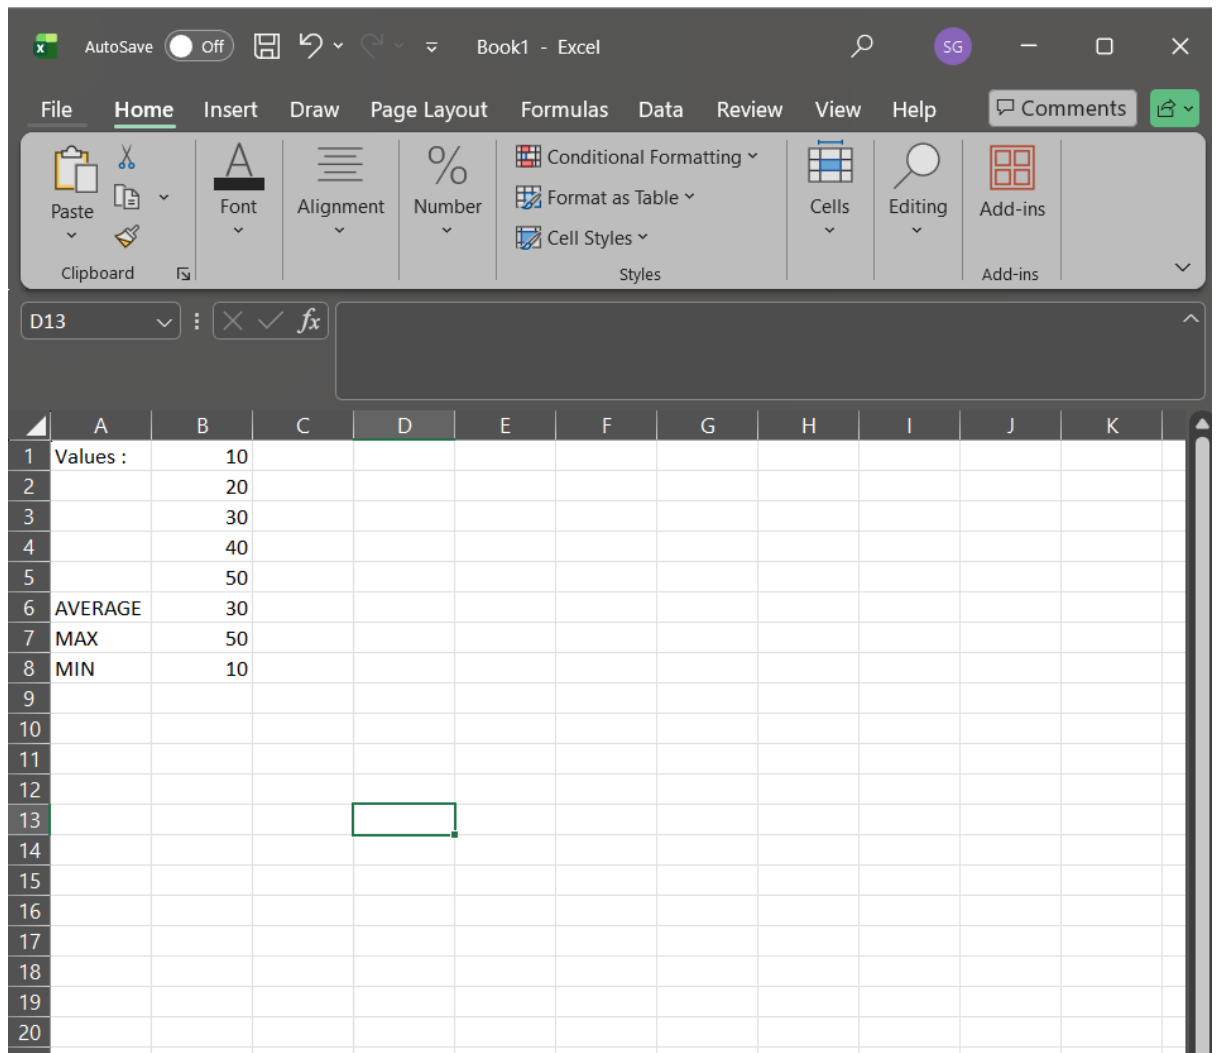 AutoSave Off Book1 - Excel SG
File Home Insert Draw Page Layout Formulas Data Review View Help Comments
Paste
Clipboard
Font
Alignment
Number
Conditional Formatting
Format as Table
Cell Styles
Styles
Cells
Editing
Add-ins
Add-ins
D13 fx
A B C D E F G H I J K
1 Values : 10
2 20
3 30
4 40
5 50
6 AVERAGE 30
7 MAX 50
8 MIN 10
9
10
11
12
13
14
15
16
17
18
19
20